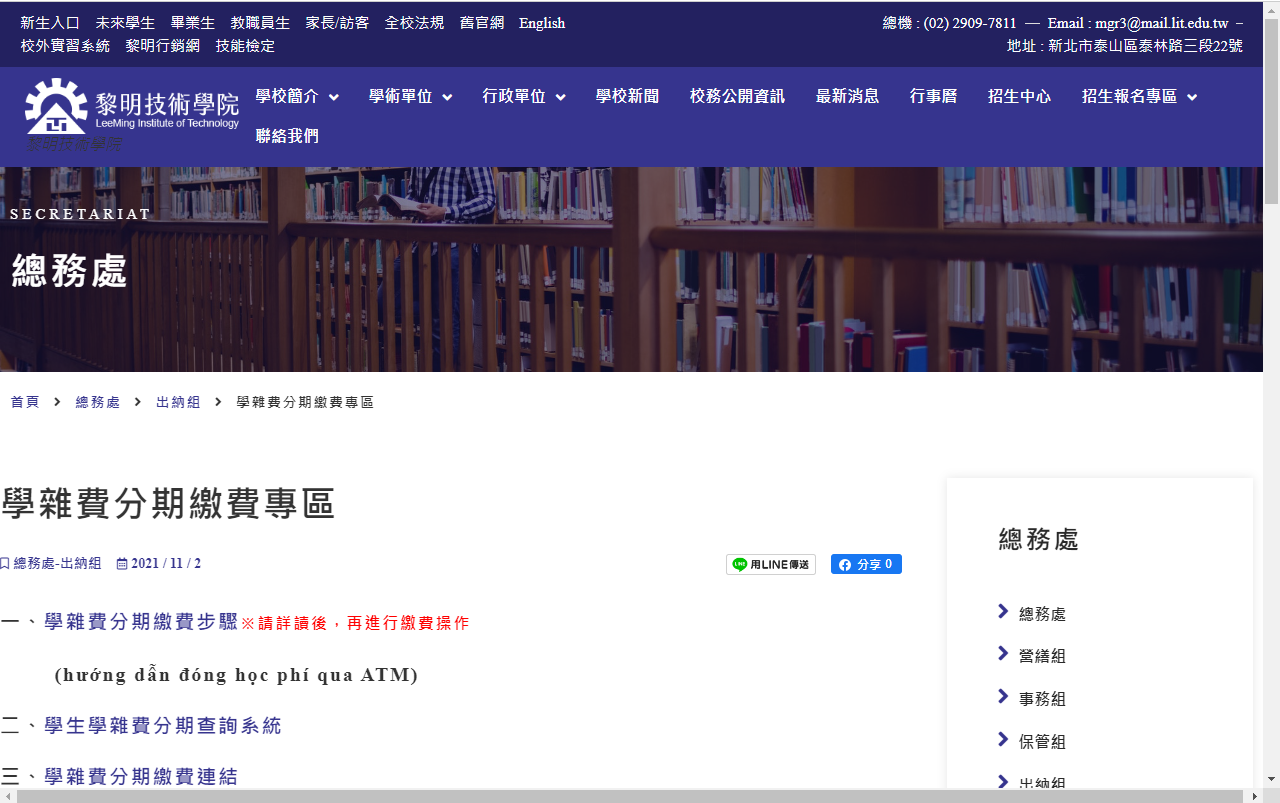 新生入口 未來學生 畢業生 教職員生 家長/訪客 全校法規 舊官網 English
校外實習系統 黎明行銷網 技能檢定
總機 : (02) 2909-7811 — Email : mgr3@mail.lit.edu.tw –
地址 : 新北市泰山區泰林路三段22號
黎明技術學院
LeeMing Institute of Technology
黎明技術學院
學校簡介 學術單位 行政單位 學校新聞 校務公開資訊 最新消息 行事曆 招生中心 招生報名專區
聯絡我們
SECRETARIAT
總務處
首頁 總務處 出納組 學雜費分期繳費專區
學雜費分期繳費專區
總務處-出納組 2021 / 11 / 2
用LINE傳送 分享 0
一、學雜費分期繳費步驟※請詳讀後，再進行繳費操作
(hướng dẫn đóng học phí qua ATM)
二、學生學雜費分期查詢系統
三、學雜費分期繳費連結
總務處
總務處
營繕組
事務組
保管組
出納組